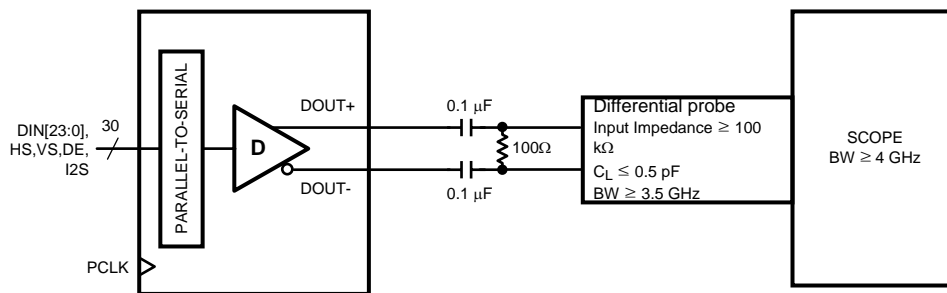 DIN[23:0],
HS,VS,DE,
I2S
30
PCLK
PARALLEL-TO-SERIAL
D
DOUT+
DOUT-
0.1 μF
100Ω
0.1 μF
Differential probe
Input Impedance ≥ 100
kΩ
CL ≤ 0.5 pF
BW ≥ 3.5 GHz
SCOPE
BW ≥ 4 GHz